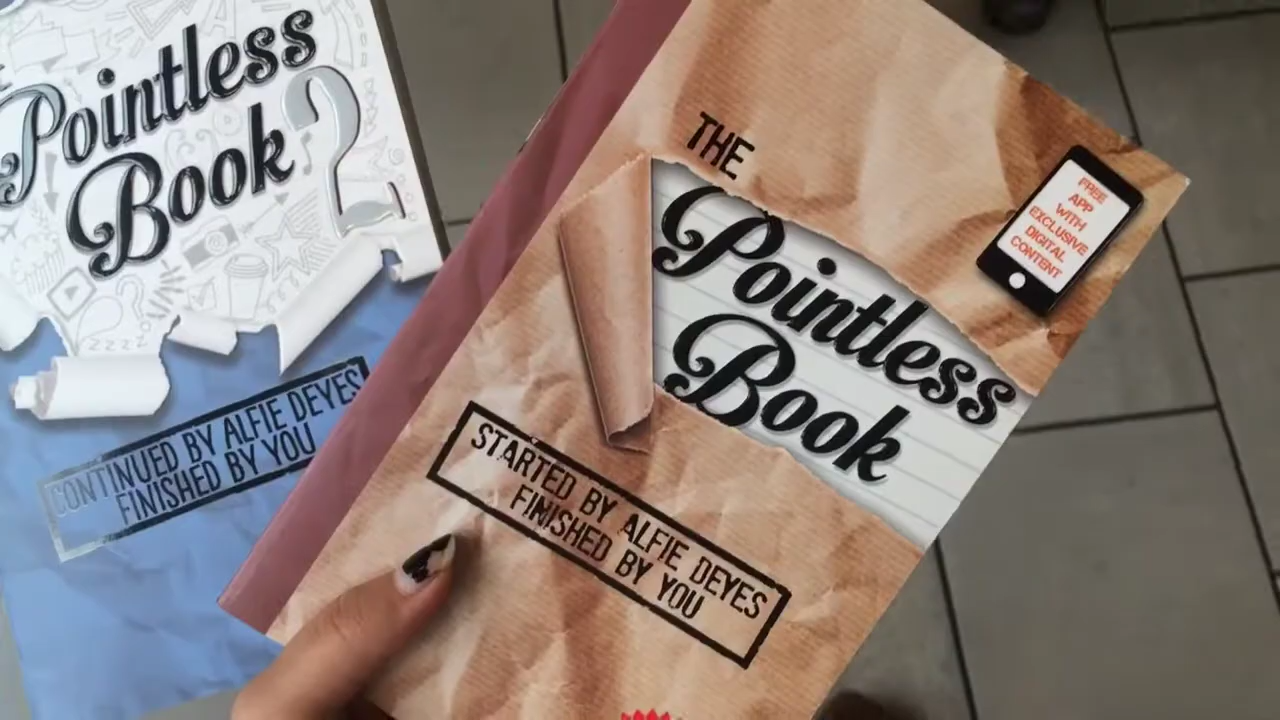 Pointless
Book 2
CONTINUED BY ALFIE DEYES
FINISHED BY YOU
THE
Pointless
Book
STARTED BY ALFIE DEYES
FINISHED BY YOU
FREE
APP
WITH
EXCLUSIVE
DIGITAL
CONTENT
zzzz